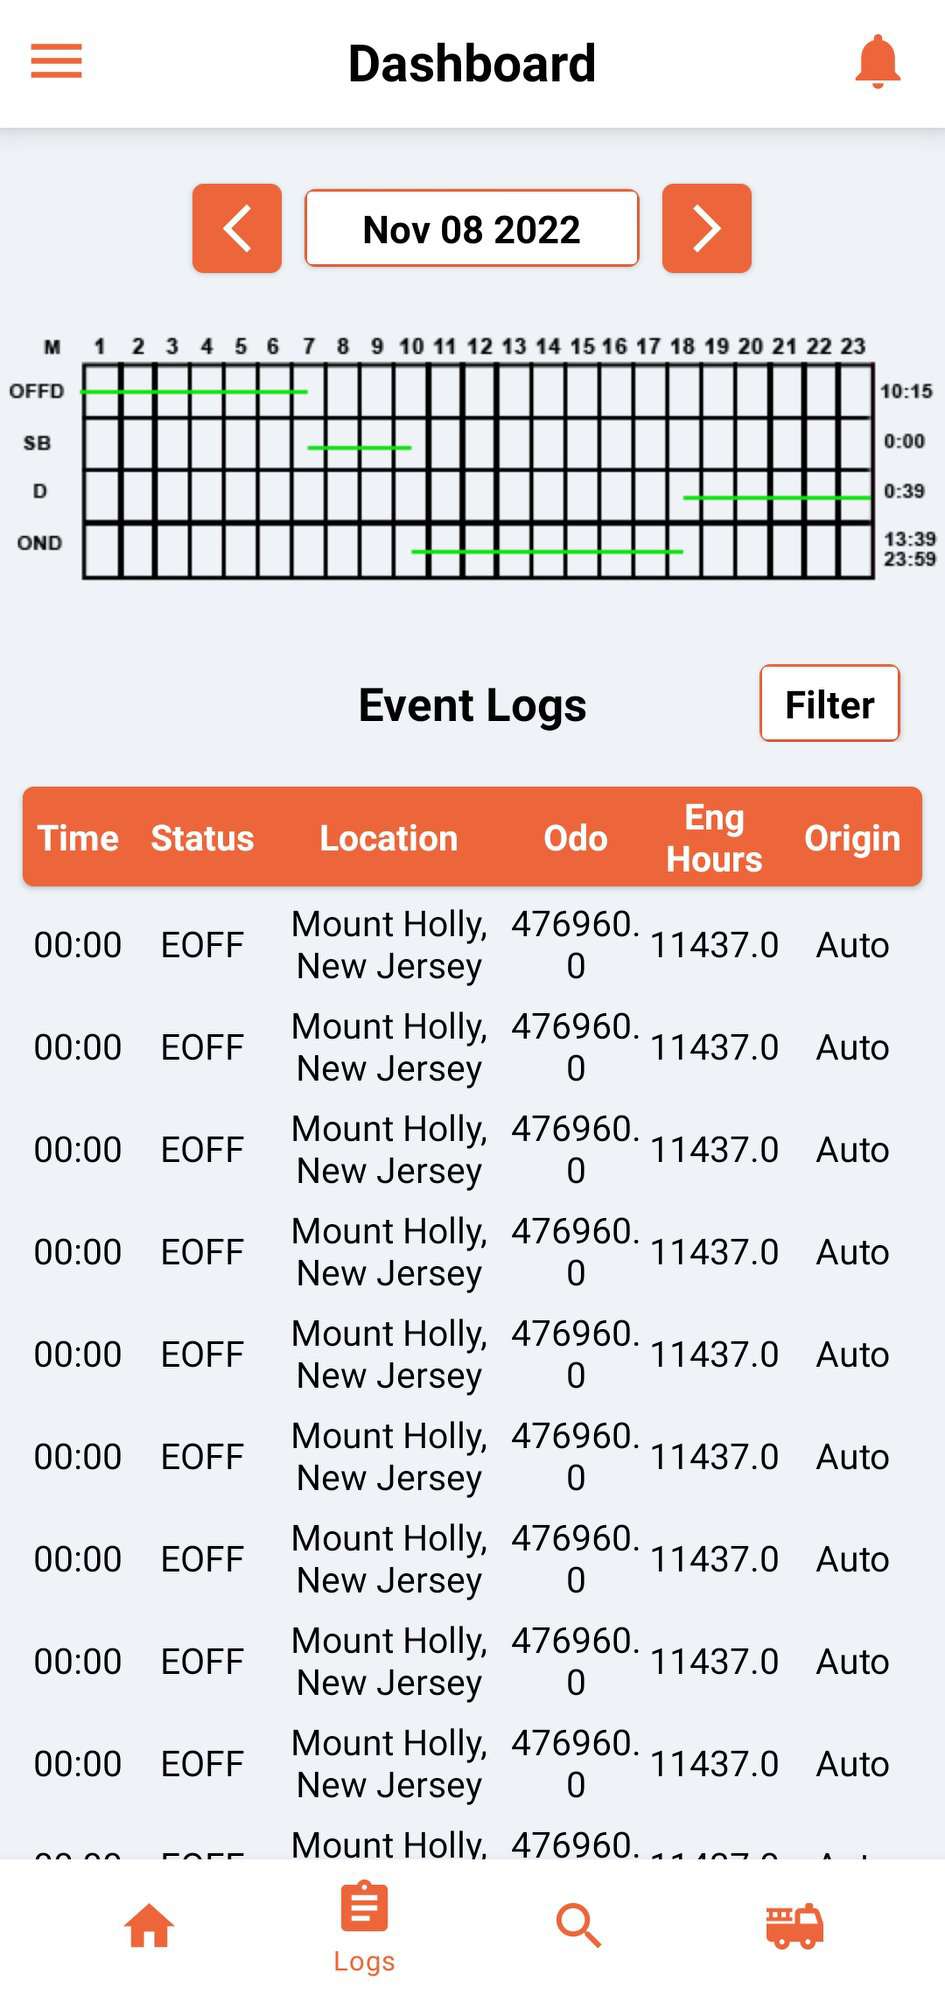 Dashboard
Nov 08 2022
M 1 2 3 4 5 6 7 8 9 10 11 12 13 14 15 16 17 18 19 20 21 22 23
OFFD 10:15
SB 0:00
D 0:39
OND 13:39
23:59
Event Logs Filter
Time Status Location Odo Eng Hours Origin
00:00 EOFF Mount Holly, New Jersey 476960.0 11437.0 Auto
00:00 EOFF Mount Holly, New Jersey 476960.0 11437.0 Auto
00:00 EOFF Mount Holly, New Jersey 476960.0 11437.0 Auto
00:00 EOFF Mount Holly, New Jersey 476960.0 11437.0 Auto
00:00 EOFF Mount Holly, New Jersey 476960.0 11437.0 Auto
00:00 EOFF Mount Holly, New Jersey 476960.0 11437.0 Auto
00:00 EOFF Mount Holly, New Jersey 476960.0 11437.0 Auto
00:00 EOFF Mount Holly, New Jersey 476960.0 11437.0 Auto
00:00 EOFF Mount Holly, New Jersey 476960.0 11437.0 Auto
Mount Holly, 476960.
Logs